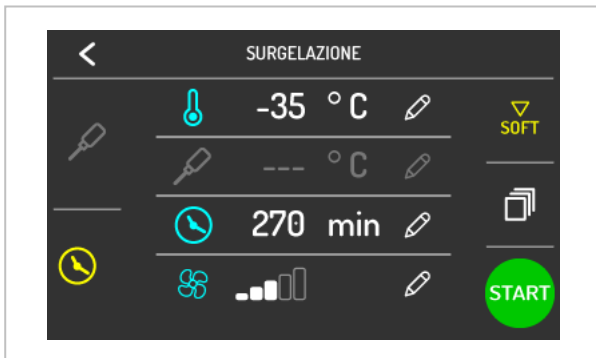 SURGELAZIONE
-35 °C
SOFT
--- °C
270 min
START